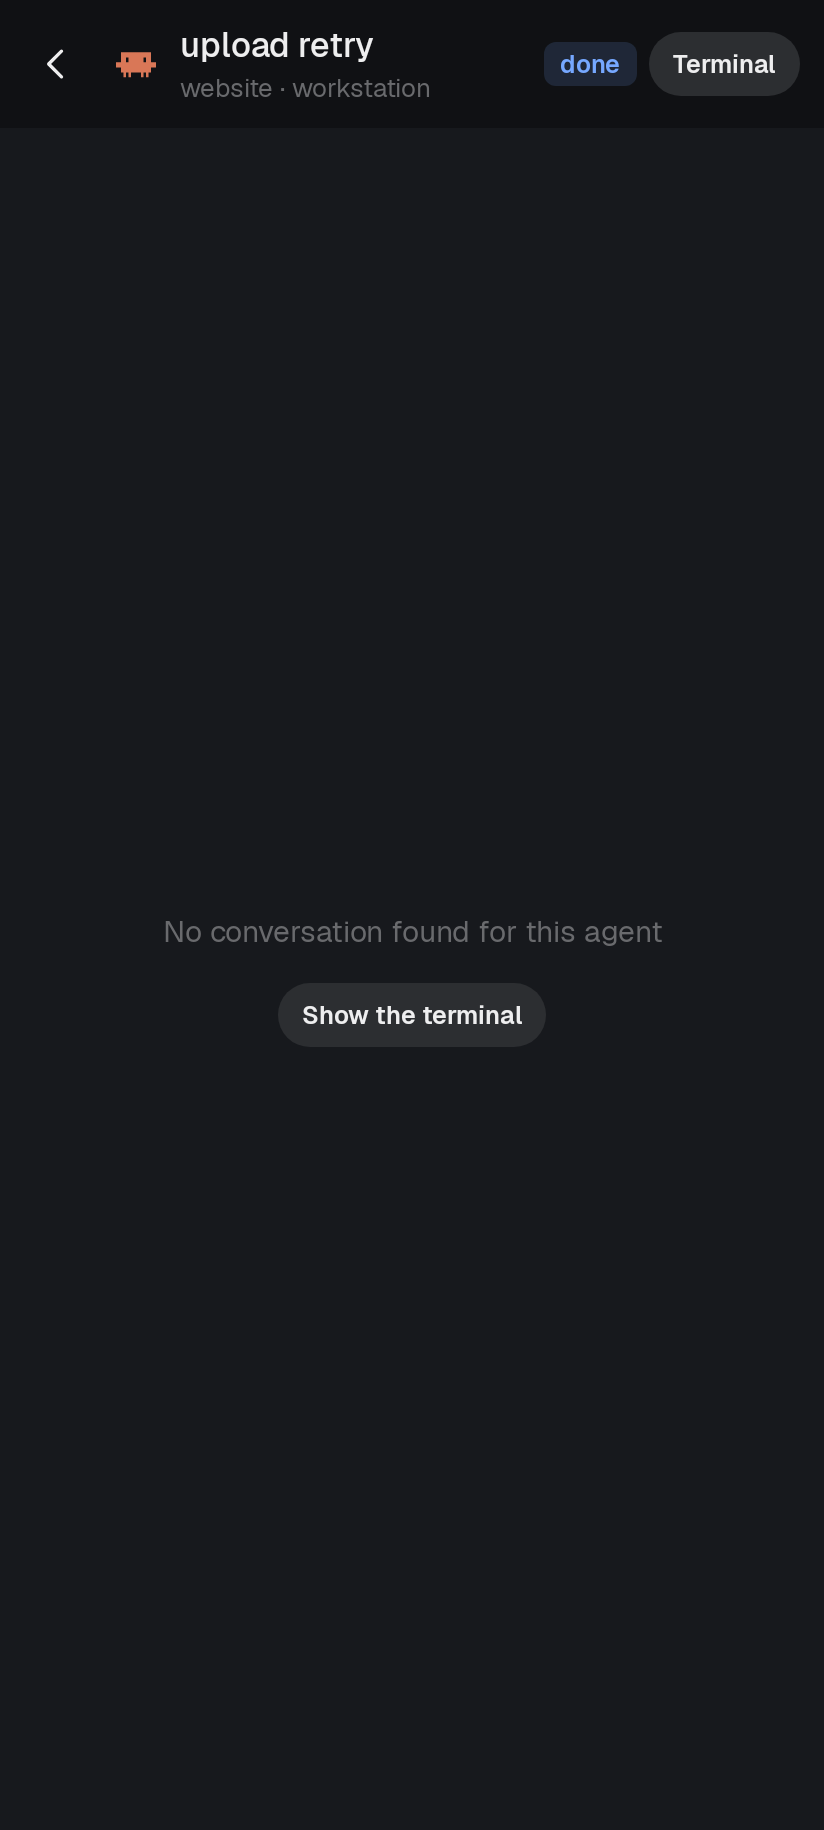 upload retry
website · workstation
done
Terminal
No conversation found for this agent
Show the terminal